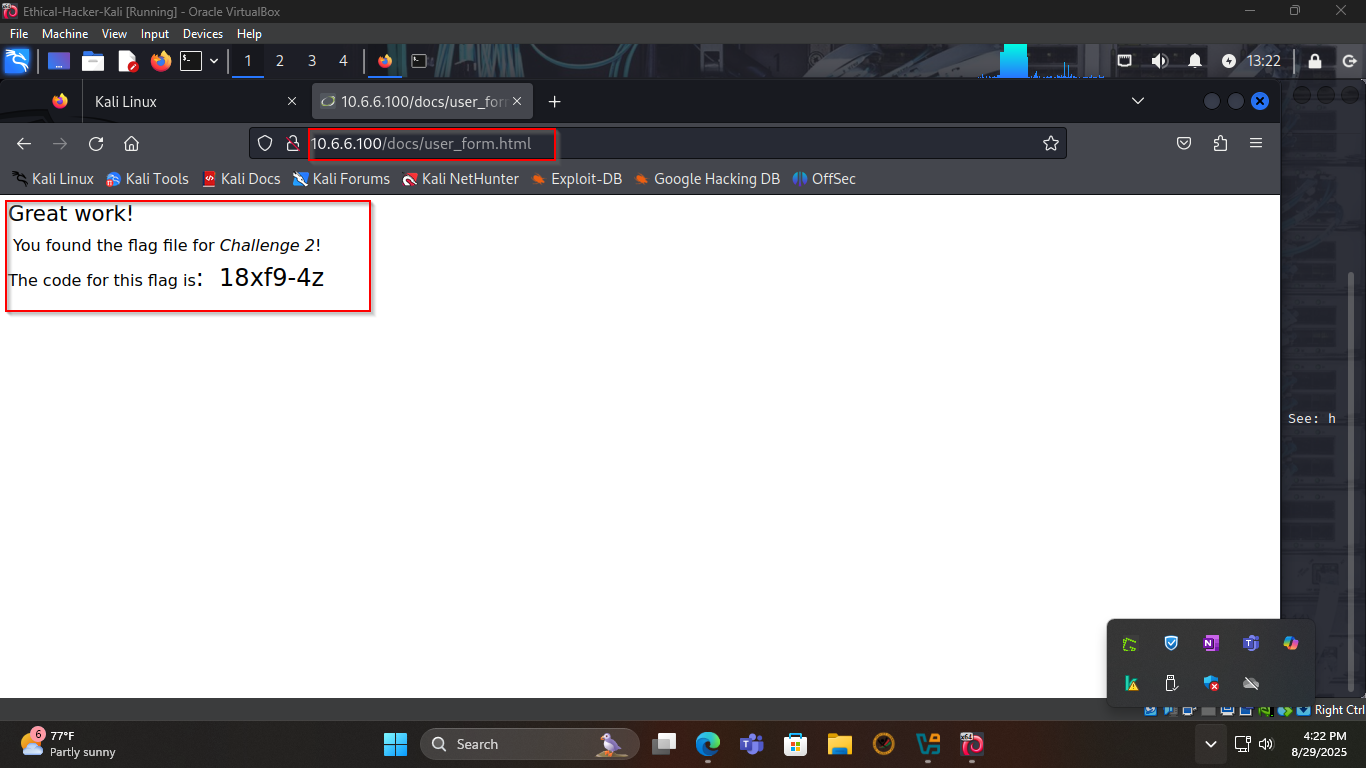 Ethical-Hacker-Kali [Running] - Oracle VirtualBox
File Machine View Input Devices Help
1 2 3 4 13:22
Kali Linux 10.6.6.100/docs/user_for
10.6.6.100/docs/user_form.html
Kali Linux Kali Tools Kali Docs Kali Forums Kali NetHunter Exploit-DB Google Hacking DB OffSec
Great work!
You found the flag file for Challenge 2!
The code for this flag is: 18xf9-4z
See: h
Right Ctrl
6 77°F
Partly sunny
Search
4:22 PM
8/29/2025